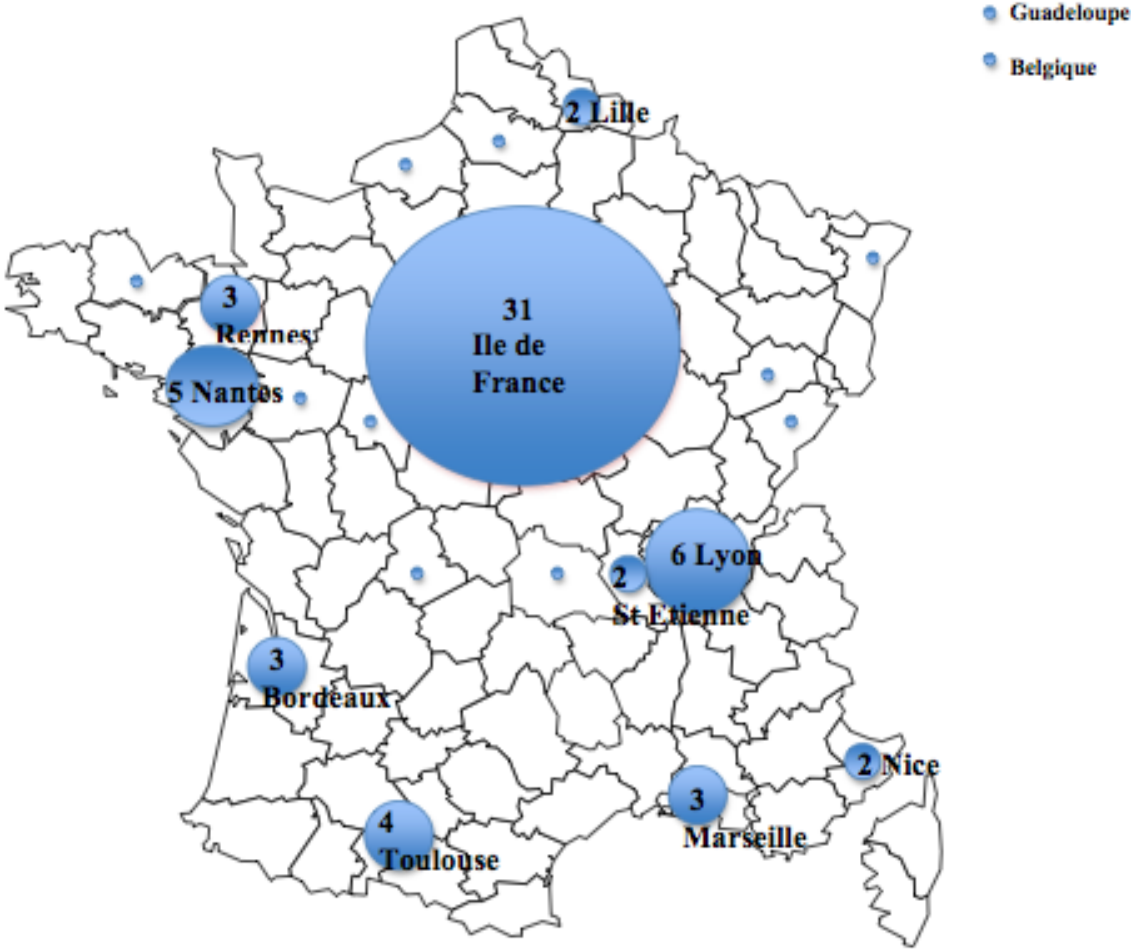 Guadeloupe
Belgique
2 Lille
3
Rennes
31
Ile de
France
5 Nantes
6 Lyon
2
St Etienne
3
Bordeaux
2 Nice
3
Marseille
4
Toulouse